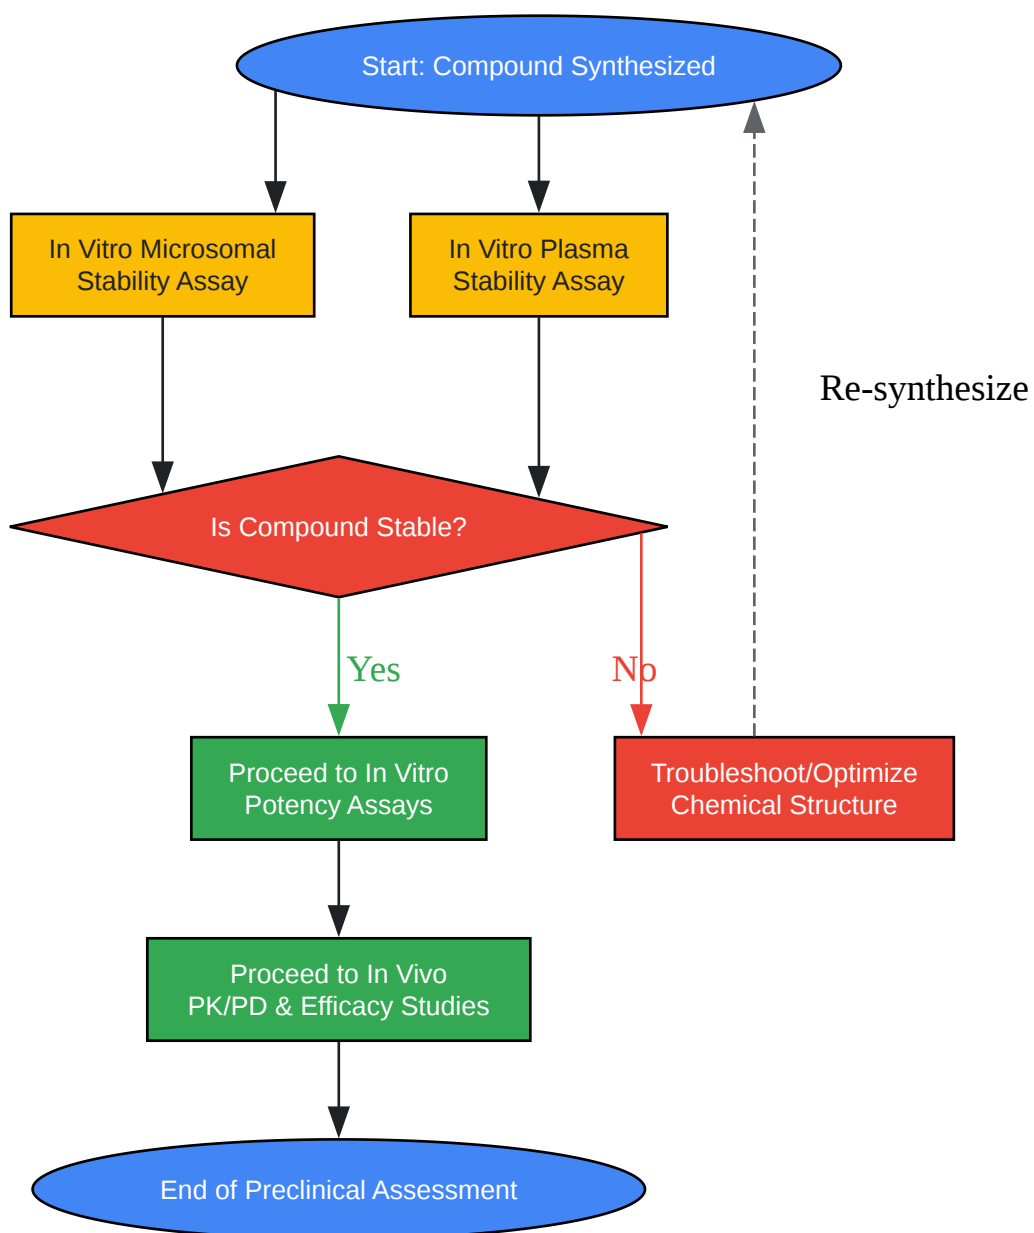 Start: Compound Synthesized
In Vitro Microsomal
Stability Assay
In Vitro Plasma
Stability Assay
Re-synthesize
Is Compound Stable?
Yes
No
Proceed to In Vitro
Potency Assays
Troubleshoot/Optimize
Chemical Structure
Proceed to In Vivo
PK/PD & Efficacy Studies
End of Preclinical Assessment